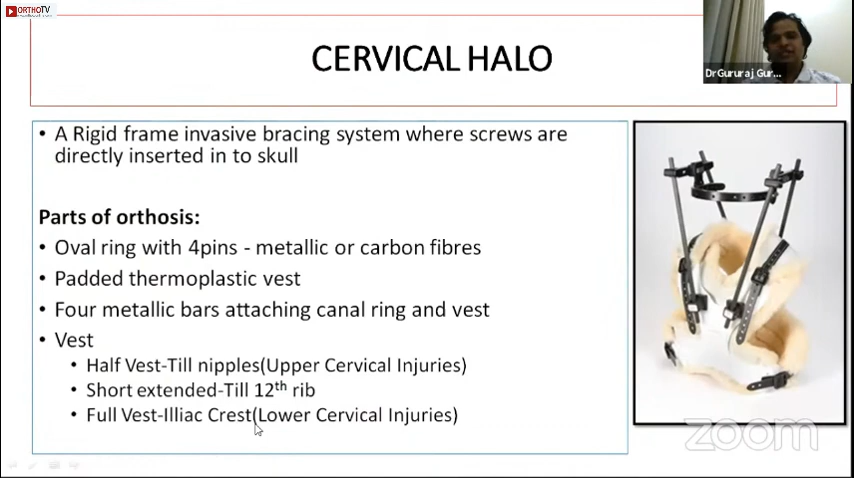 ORTHOTV
CERVICAL HALO
Dr Gururaj Gur...
• A Rigid frame invasive bracing system where screws are
directly inserted in to skull
Parts of orthosis:
• Oval ring with 4pins - metallic or carbon fibres
• Padded thermoplastic vest
• Four metallic bars attaching canal ring and vest
• Vest
• Half Vest-Till nipples(Upper Cervical Injuries)
• Short extended-Till 12th rib
• Full Vest-Illiac Crest(Lower Cervical Injuries)
zoom